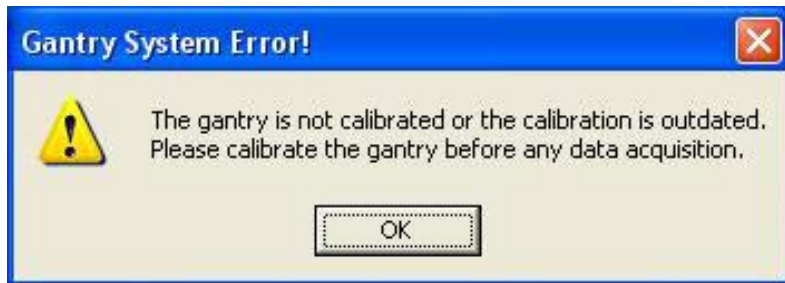 Gantry System Error!
The gantry is not calibrated or the calibration is outdated.
Please calibrate the gantry before any data acquisition.
OK